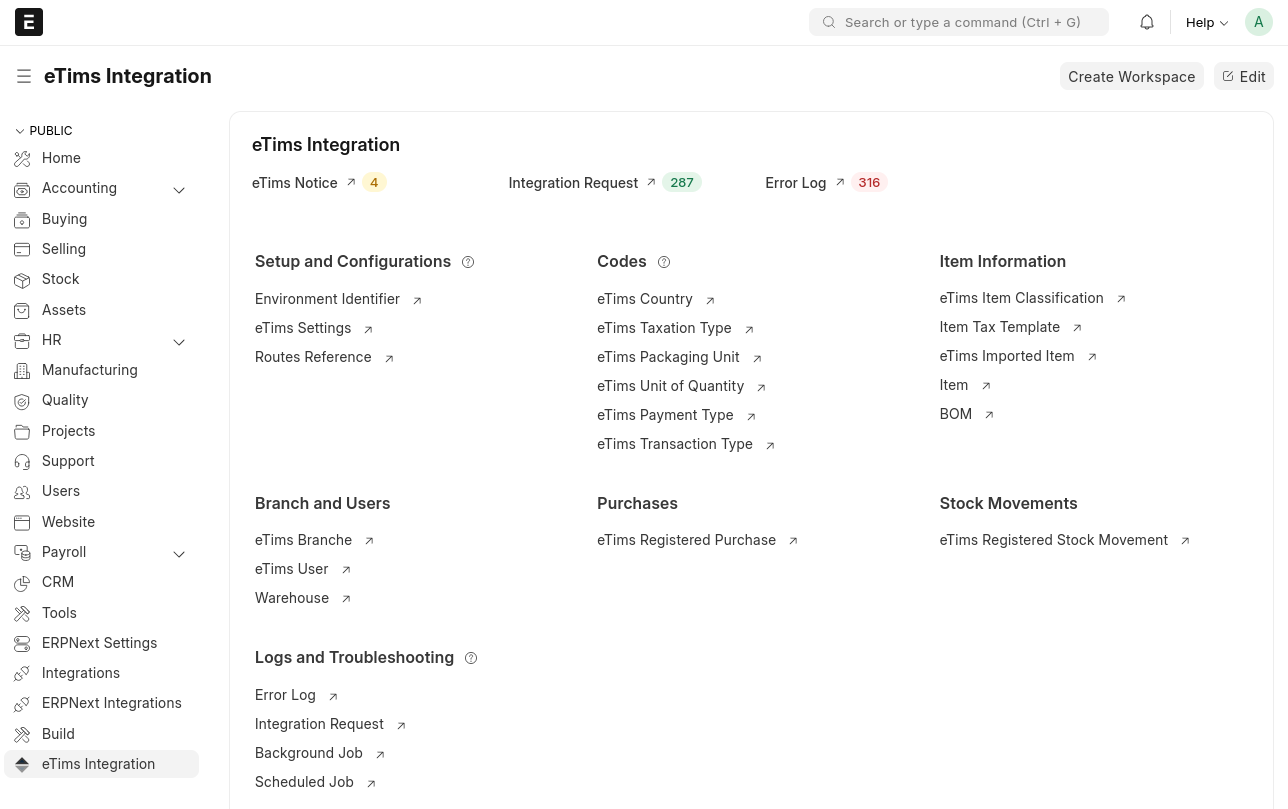 Search or type a command (Ctrl + G)
Help
A
eTims Integration
Create Workspace
Edit
PUBLIC
Home
Accounting
Buying
Selling
Stock
Assets
HR
Manufacturing
Quality
Projects
Support
Users
Website
Payroll
CRM
Tools
ERPNext Settings
Integrations
ERPNext Integrations
Build
eTims Integration
eTims Integration
eTims Notice 4
Integration Request 287
Error Log 316
Setup and Configurations
Environment Identifier
eTims Settings
Routes Reference
Codes
eTims Country
eTims Taxation Type
eTims Packaging Unit
eTims Unit of Quantity
eTims Payment Type
eTims Transaction Type
Item Information
eTims Item Classification
Item Tax Template
eTims Imported Item
Item
BOM
Branch and Users
eTims Branche
eTims User
Warehouse
Purchases
eTims Registered Purchase
Stock Movements
eTims Registered Stock Movement
Logs and Troubleshooting
Error Log
Integration Request
Background Job
Scheduled Job